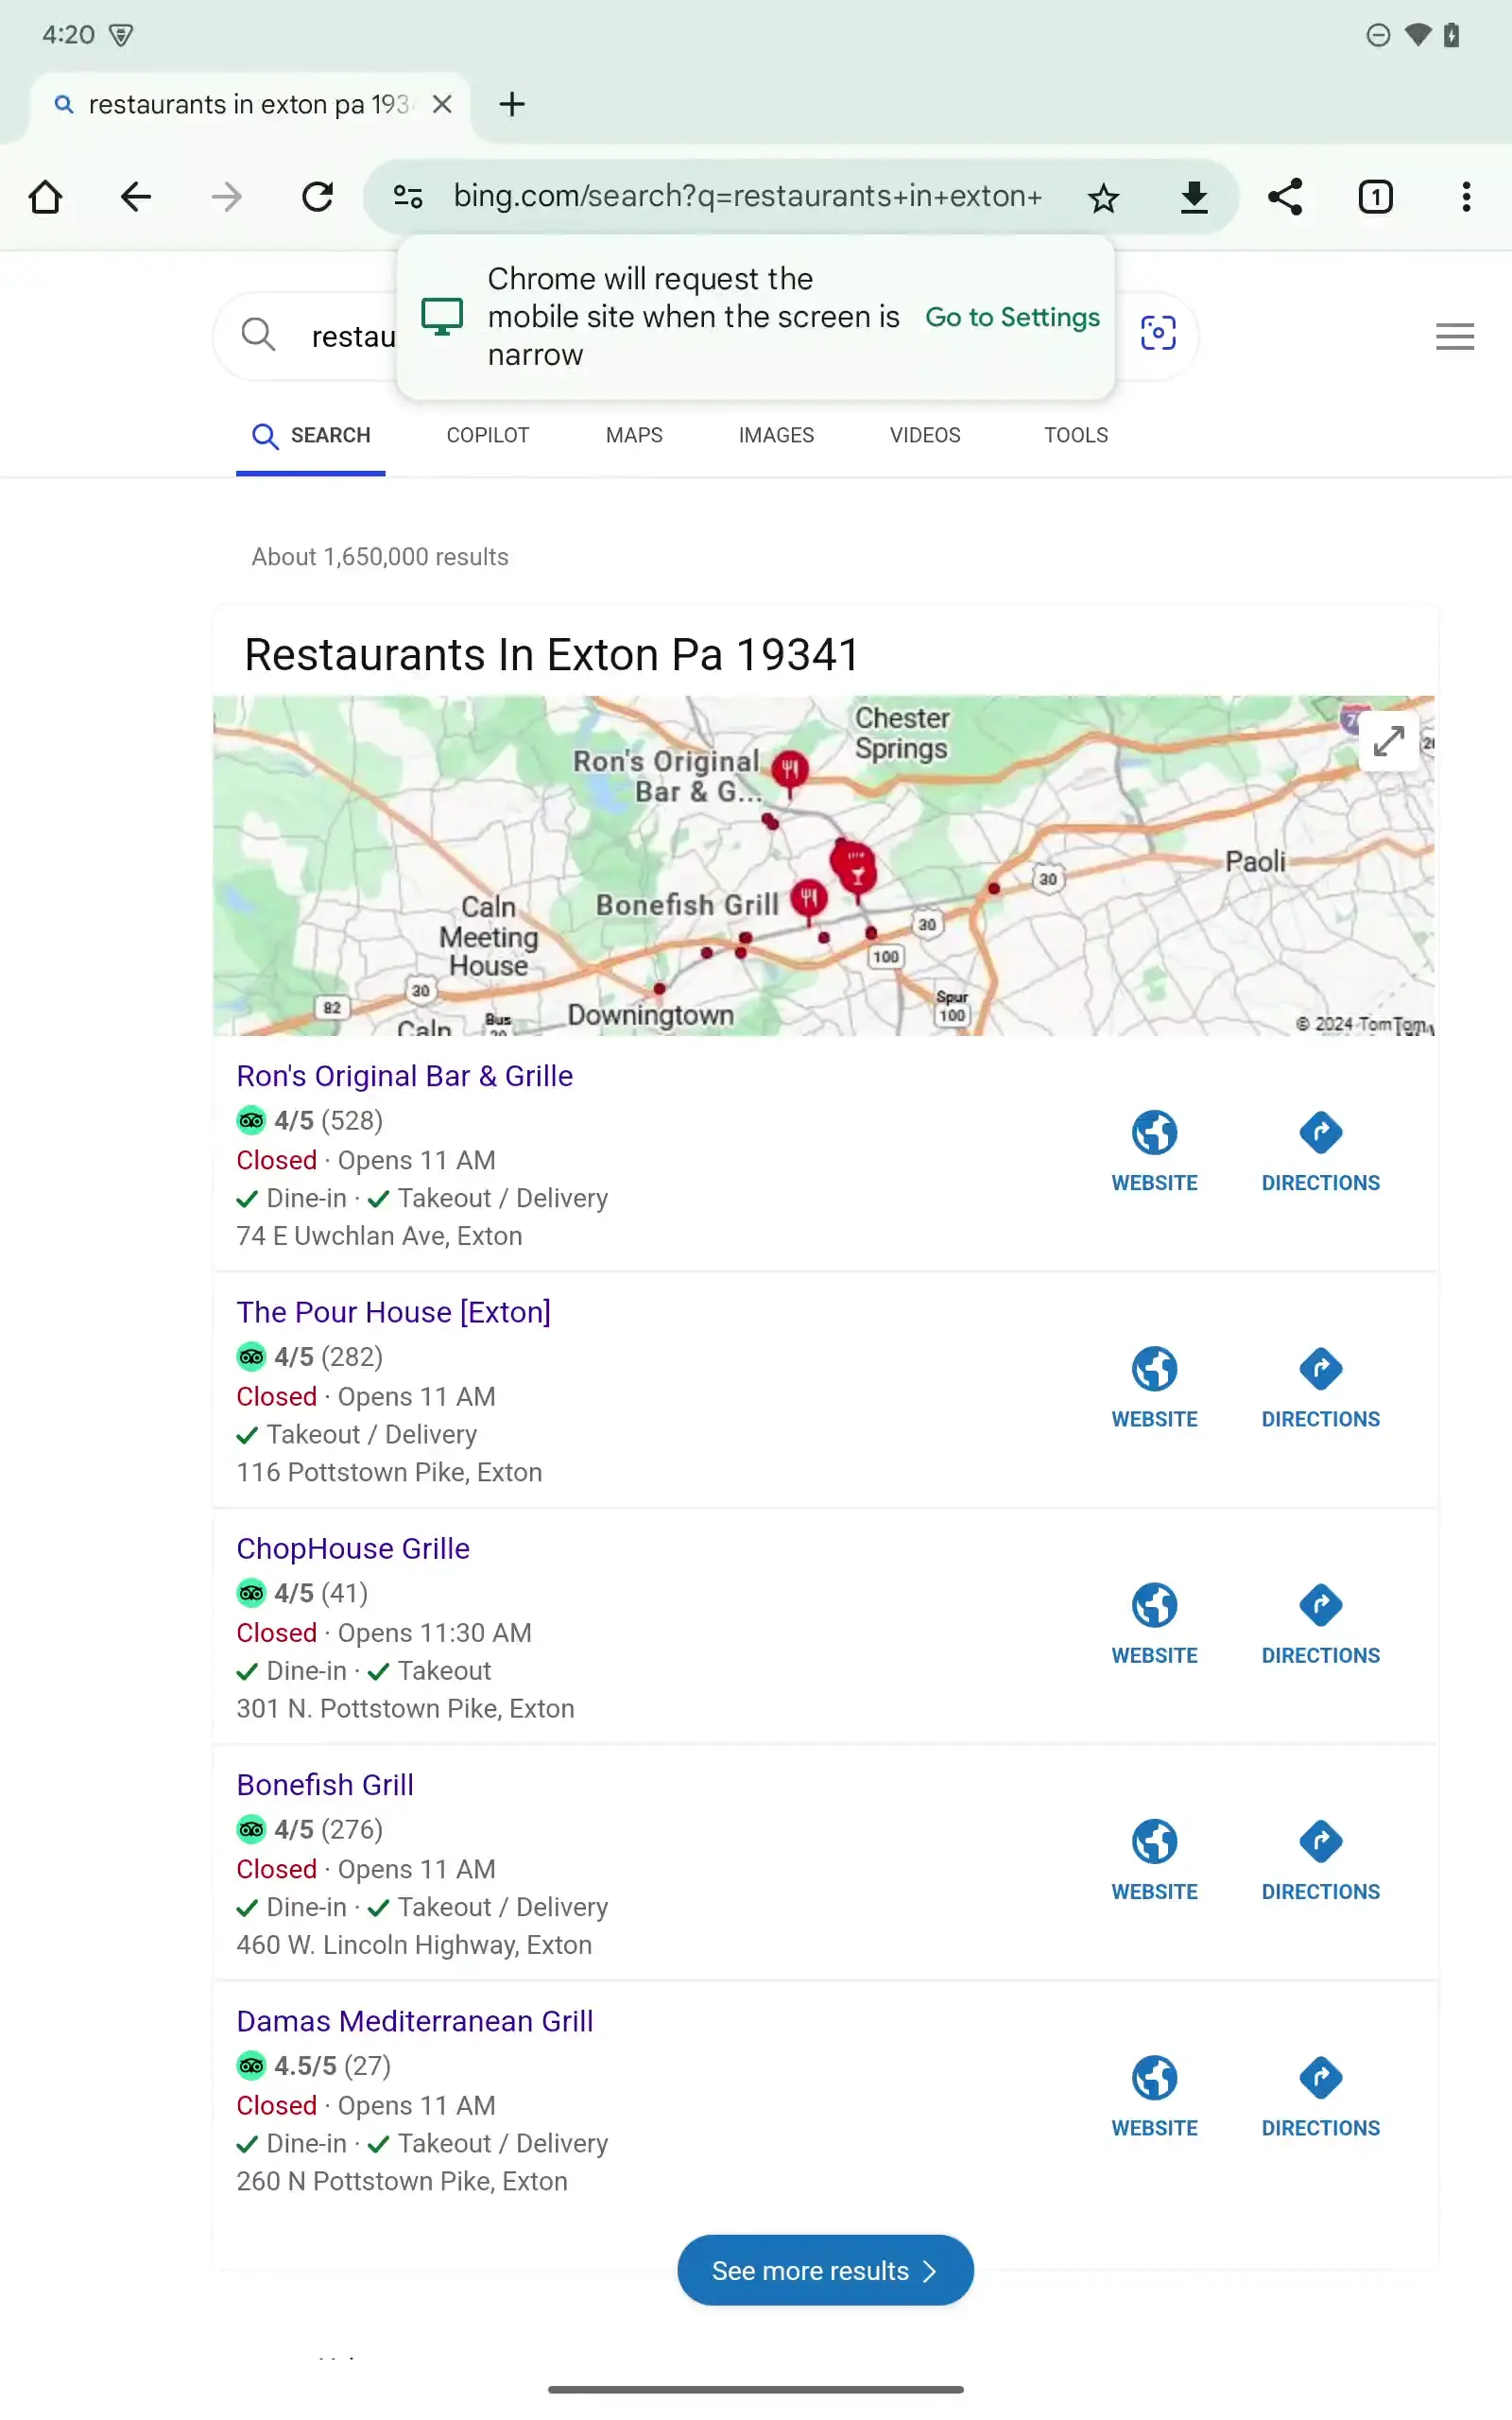 4:20
restaurants in exton pa 193
bing.com/search?q=restaurants+in+exton+
1
Chrome will request the
mobile site when the screen is
narrow
Go to Settings
restau
SEARCH
COPILOT
MAPS
IMAGES
VIDEOS
TOOLS
About 1,650,000 results
Restaurants In Exton Pa 19341
Chester
Springs
Ron's Original
Bar & G...
Paoli
30
Bonefish Grill
Caln
Meeting
House
30
100
30
82
Spur
100
Bus
Downingtown
Caln
© 2024 TomTom
Ron's Original Bar & Grille
4/5 (528)
Closed · Opens 11 AM
Dine-in · Takeout / Delivery
74 E Uwchlan Ave, Exton
WEBSITE
DIRECTIONS
The Pour House [Exton]
4/5 (282)
Closed · Opens 11 AM
Takeout / Delivery
116 Pottstown Pike, Exton
WEBSITE
DIRECTIONS
ChopHouse Grille
4/5 (41)
Closed · Opens 11:30 AM
Dine-in · Takeout
301 N. Pottstown Pike, Exton
WEBSITE
DIRECTIONS
Bonefish Grill
4/5 (276)
Closed · Opens 11 AM
Dine-in · Takeout / Delivery
460 W. Lincoln Highway, Exton
WEBSITE
DIRECTIONS
Damas Mediterranean Grill
4.5/5 (27)
Closed · Opens 11 AM
Dine-in · Takeout / Delivery
260 N Pottstown Pike, Exton
WEBSITE
DIRECTIONS
See more results